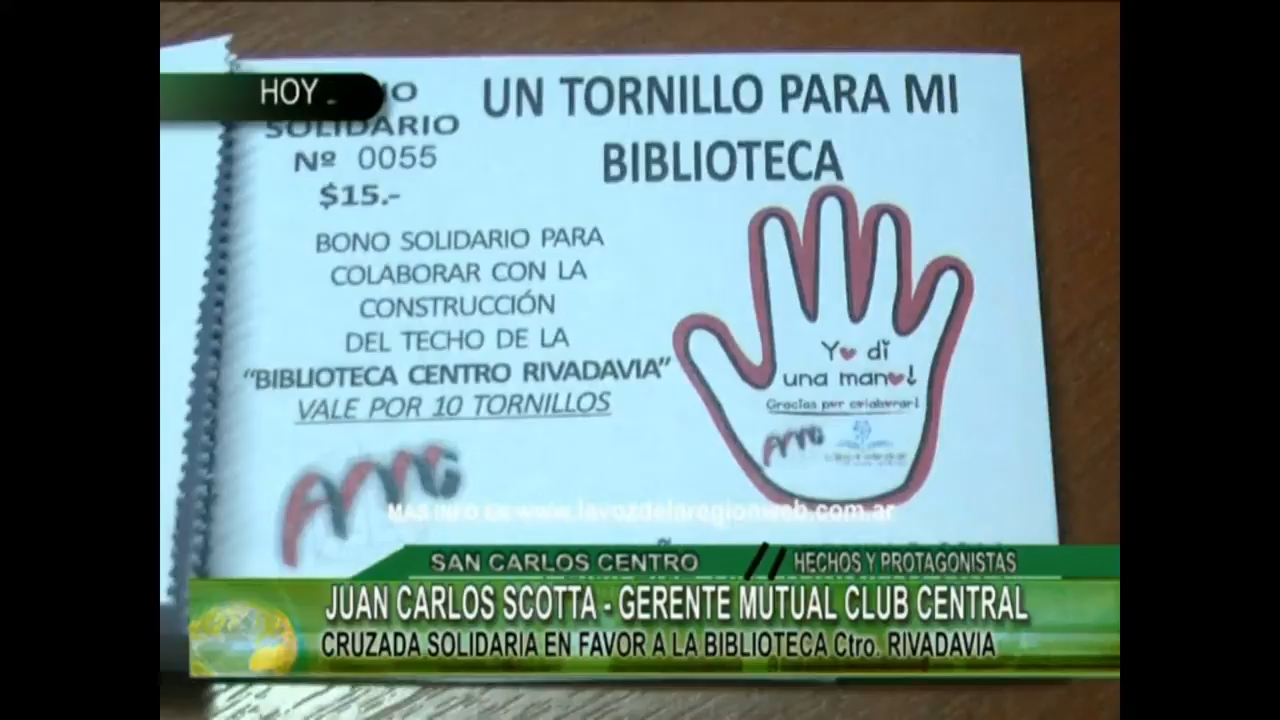 HOY
SOLIDARIO
Nº 0055
$15.-
UN TORNILLO PARA MI
BIBLIOTECA
BONO SOLIDARIO PARA
COLABORAR CON LA
CONSTRUCCIÓN
DEL TECHO DE LA
“BIBLIOTECA CENTRO RIVADAVIA”
VALE POR 10 TORNILLOS
Yo di
una mano!
Gracias por colaborar!
MAS INFO EN www.lavozdelaregionweb.com.ar
SAN CARLOS CENTRO // HECHOS Y PROTAGONISTAS
JUAN CARLOS SCOTTA - GERENTE MUTUAL CLUB CENTRAL
CRUZADA SOLIDARIA EN FAVOR A LA BIBLIOTECA Ctro. RIVADAVIA